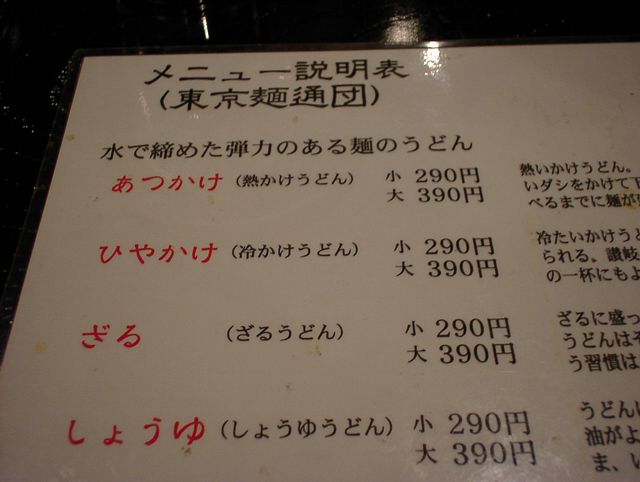 メニュー説明表
(東京麺通団)
水で締めた弾力のある麺のうどん
あつかけ (熱かけうどん) 小 290円
大 390円
熱いかけうどん。
いダシをかけて
べるまでに麺が
ひやかけ (冷かけうどん) 小 290円
大 390円
冷たいかけうど
られる。讃岐
の一杯にもよ
ざる (ざるうどん) 小 290円
大 390円
ざるに盛っ
うどんはそ
う習慣は
しょうゆ (しょうゆうどん) 小 290円
大 390円
うどんに
油がよ
ま、い